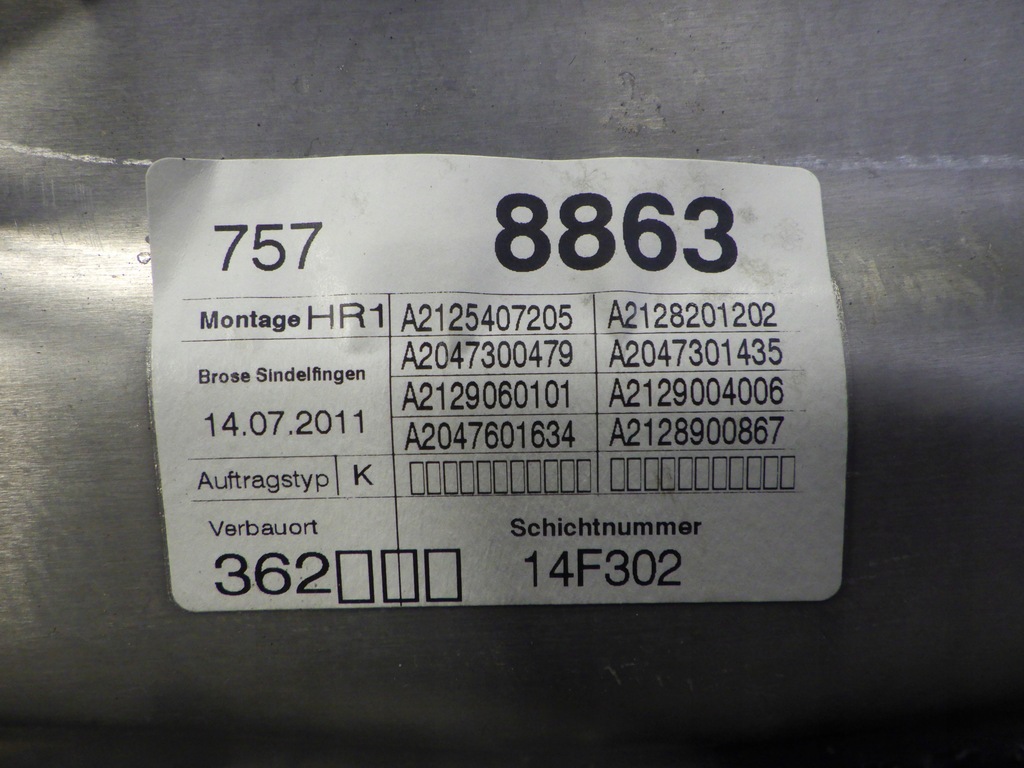 757 8863
Montage HR1 A2125407205 A2128201202
A2047300479 A2047301435
Brose Sindelfingen A2129060101 A2129004006
14.07.2011 A2047601634 A2128900867
Auftragstyp K ▯▯▯▯▯▯▯▯▯▯▯ ▯▯▯▯▯▯▯▯▯▯▯
Verbauort Schichtnummer
362▯▯▯ 14F302